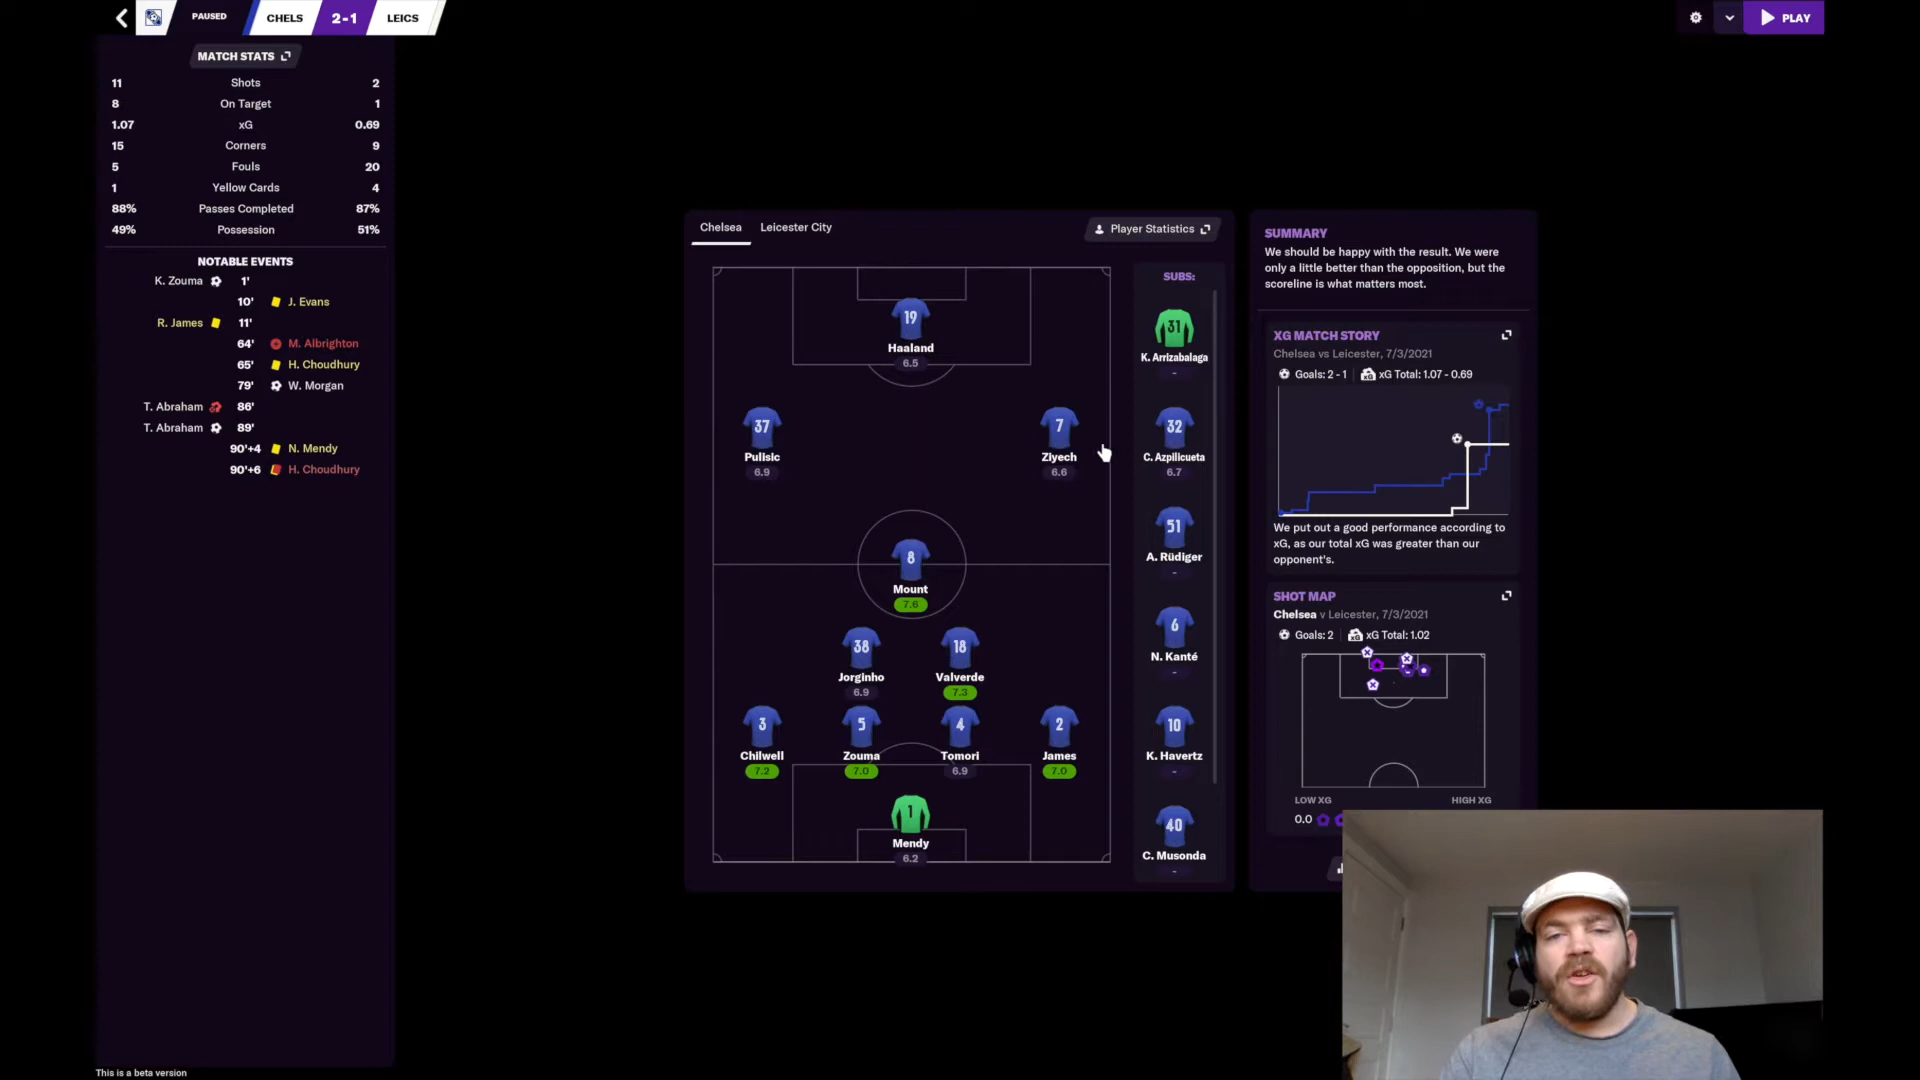 PAUSED
CHELS
2-1
LEICS
PLAY
MATCH STATS
11 Shots 2
8 On Target 1
1.07 xG 0.69
15 Corners 9
5 Fouls 20
1 Yellow Cards 4
88% Passes Completed 87%
49% Possession 51%
NOTABLE EVENTS
K. Zouma 1'
10' J. Evans
R. James 11'
64' M. Albrighton
65' H. Choudhury
79' W. Morgan
T. Abraham 86'
T. Abraham 89'
90'+4 N. Mendy
90'+6 H. Choudhury
Chelsea
Leicester City
Player Statistics
19
Haaland
6.5
37
Pulisic
6.9
7
Ziyech
6.6
8
Mount
7.6
38
Jorginho
6.9
18
Valverde
7.3
3
Chilwell
7.2
5
Zouma
7.0
4
Tomori
6.9
2
James
7.0
1
Mendy
6.2
SUBS:
31
K. Arrizabalaga
-
32
C. Azpilicueta
6.7
51
A. Rüdiger
-
6
N. Kanté
-
10
K. Havertz
-
40
C. Musonda
-
SUMMARY
We should be happy with the result. We were
only a little better than the opposition, but the
scoreline is what matters most.
XG MATCH STORY
Chelsea vs Leicester, 7/3/2021
Goals: 2 - 1
xG Total: 1.07 - 0.69
We put out a good performance according to
xG, as our total xG was greater than our
opponent's.
SHOT MAP
Chelsea v Leicester, 7/3/2021
Goals: 2
xG Total: 1.02
LOW XG
HIGH XG
0.0
This is a beta version